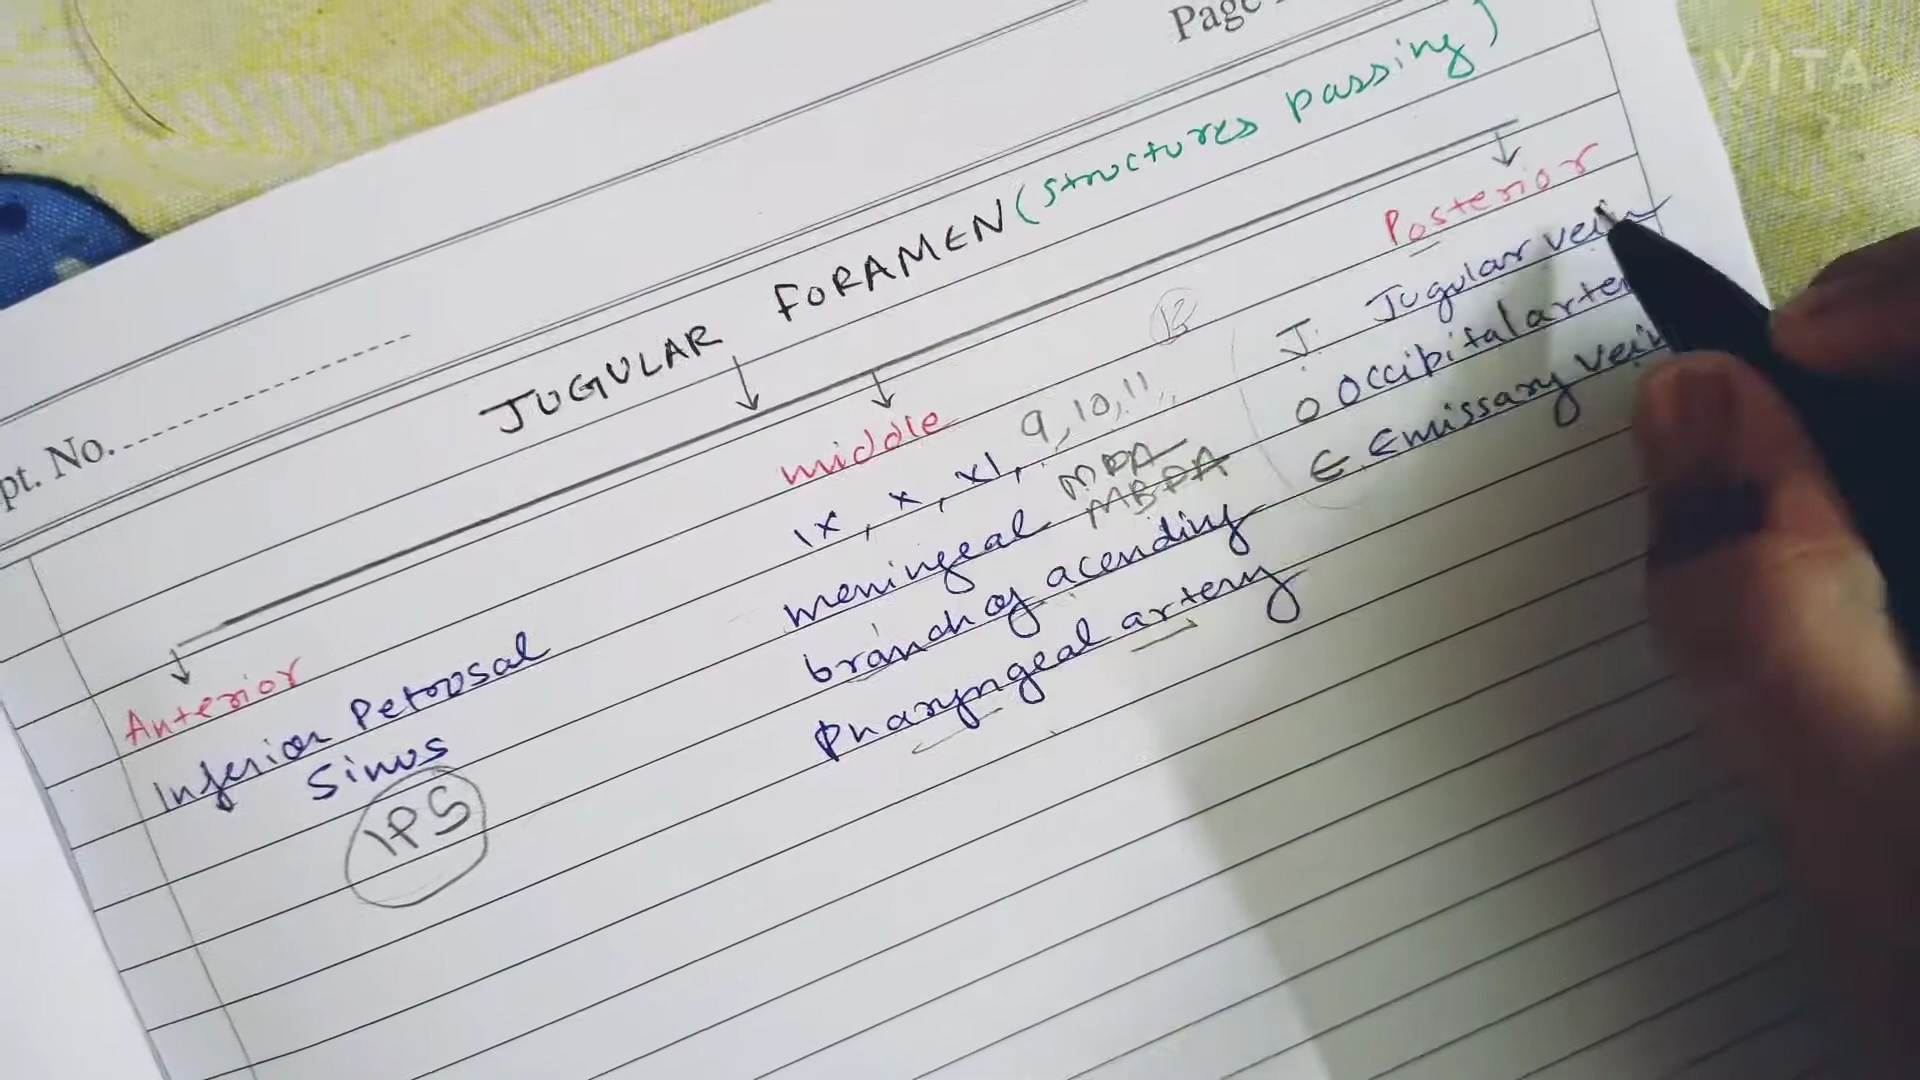 Page
VITA
JUGULAR FORAMEN (structures passing)
pt. No.
Anterior
Inferior Petrosal
Sinus
IPS
middle
IX, X, XI, 9, 10, 11,
meningeal MPA
MBPA
branch of acending
Pharyngeal artery
Posterior
J. Jugular vein
O Occipital arte
E Emissary vein